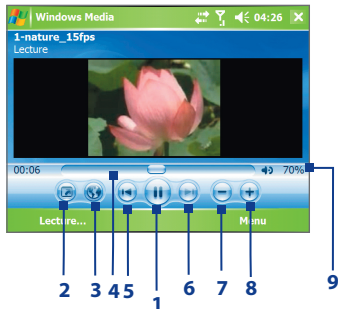 Windows Media 04:26
1-nature_15fps
Lecture
00:06 70%
Lecture... Menu
2 3 4 5 1 6 7 8 9